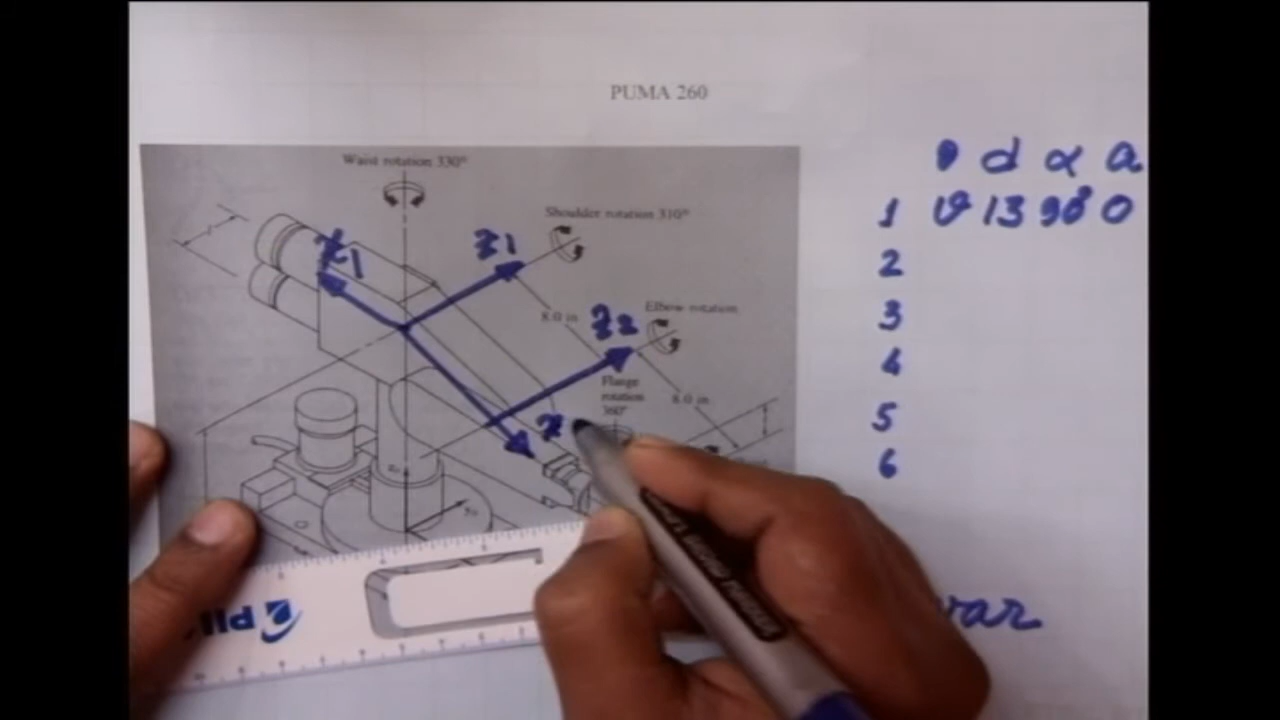 PUMA 260
Waist rotation 330°
Shoulder rotation 310°
x1
z1
8.0 in
z2
Elbow rotation
Flange
rotation
360°
8.0 in
x
θ d α a
1 θ 13 90° 0
2
3
4
5
6
var